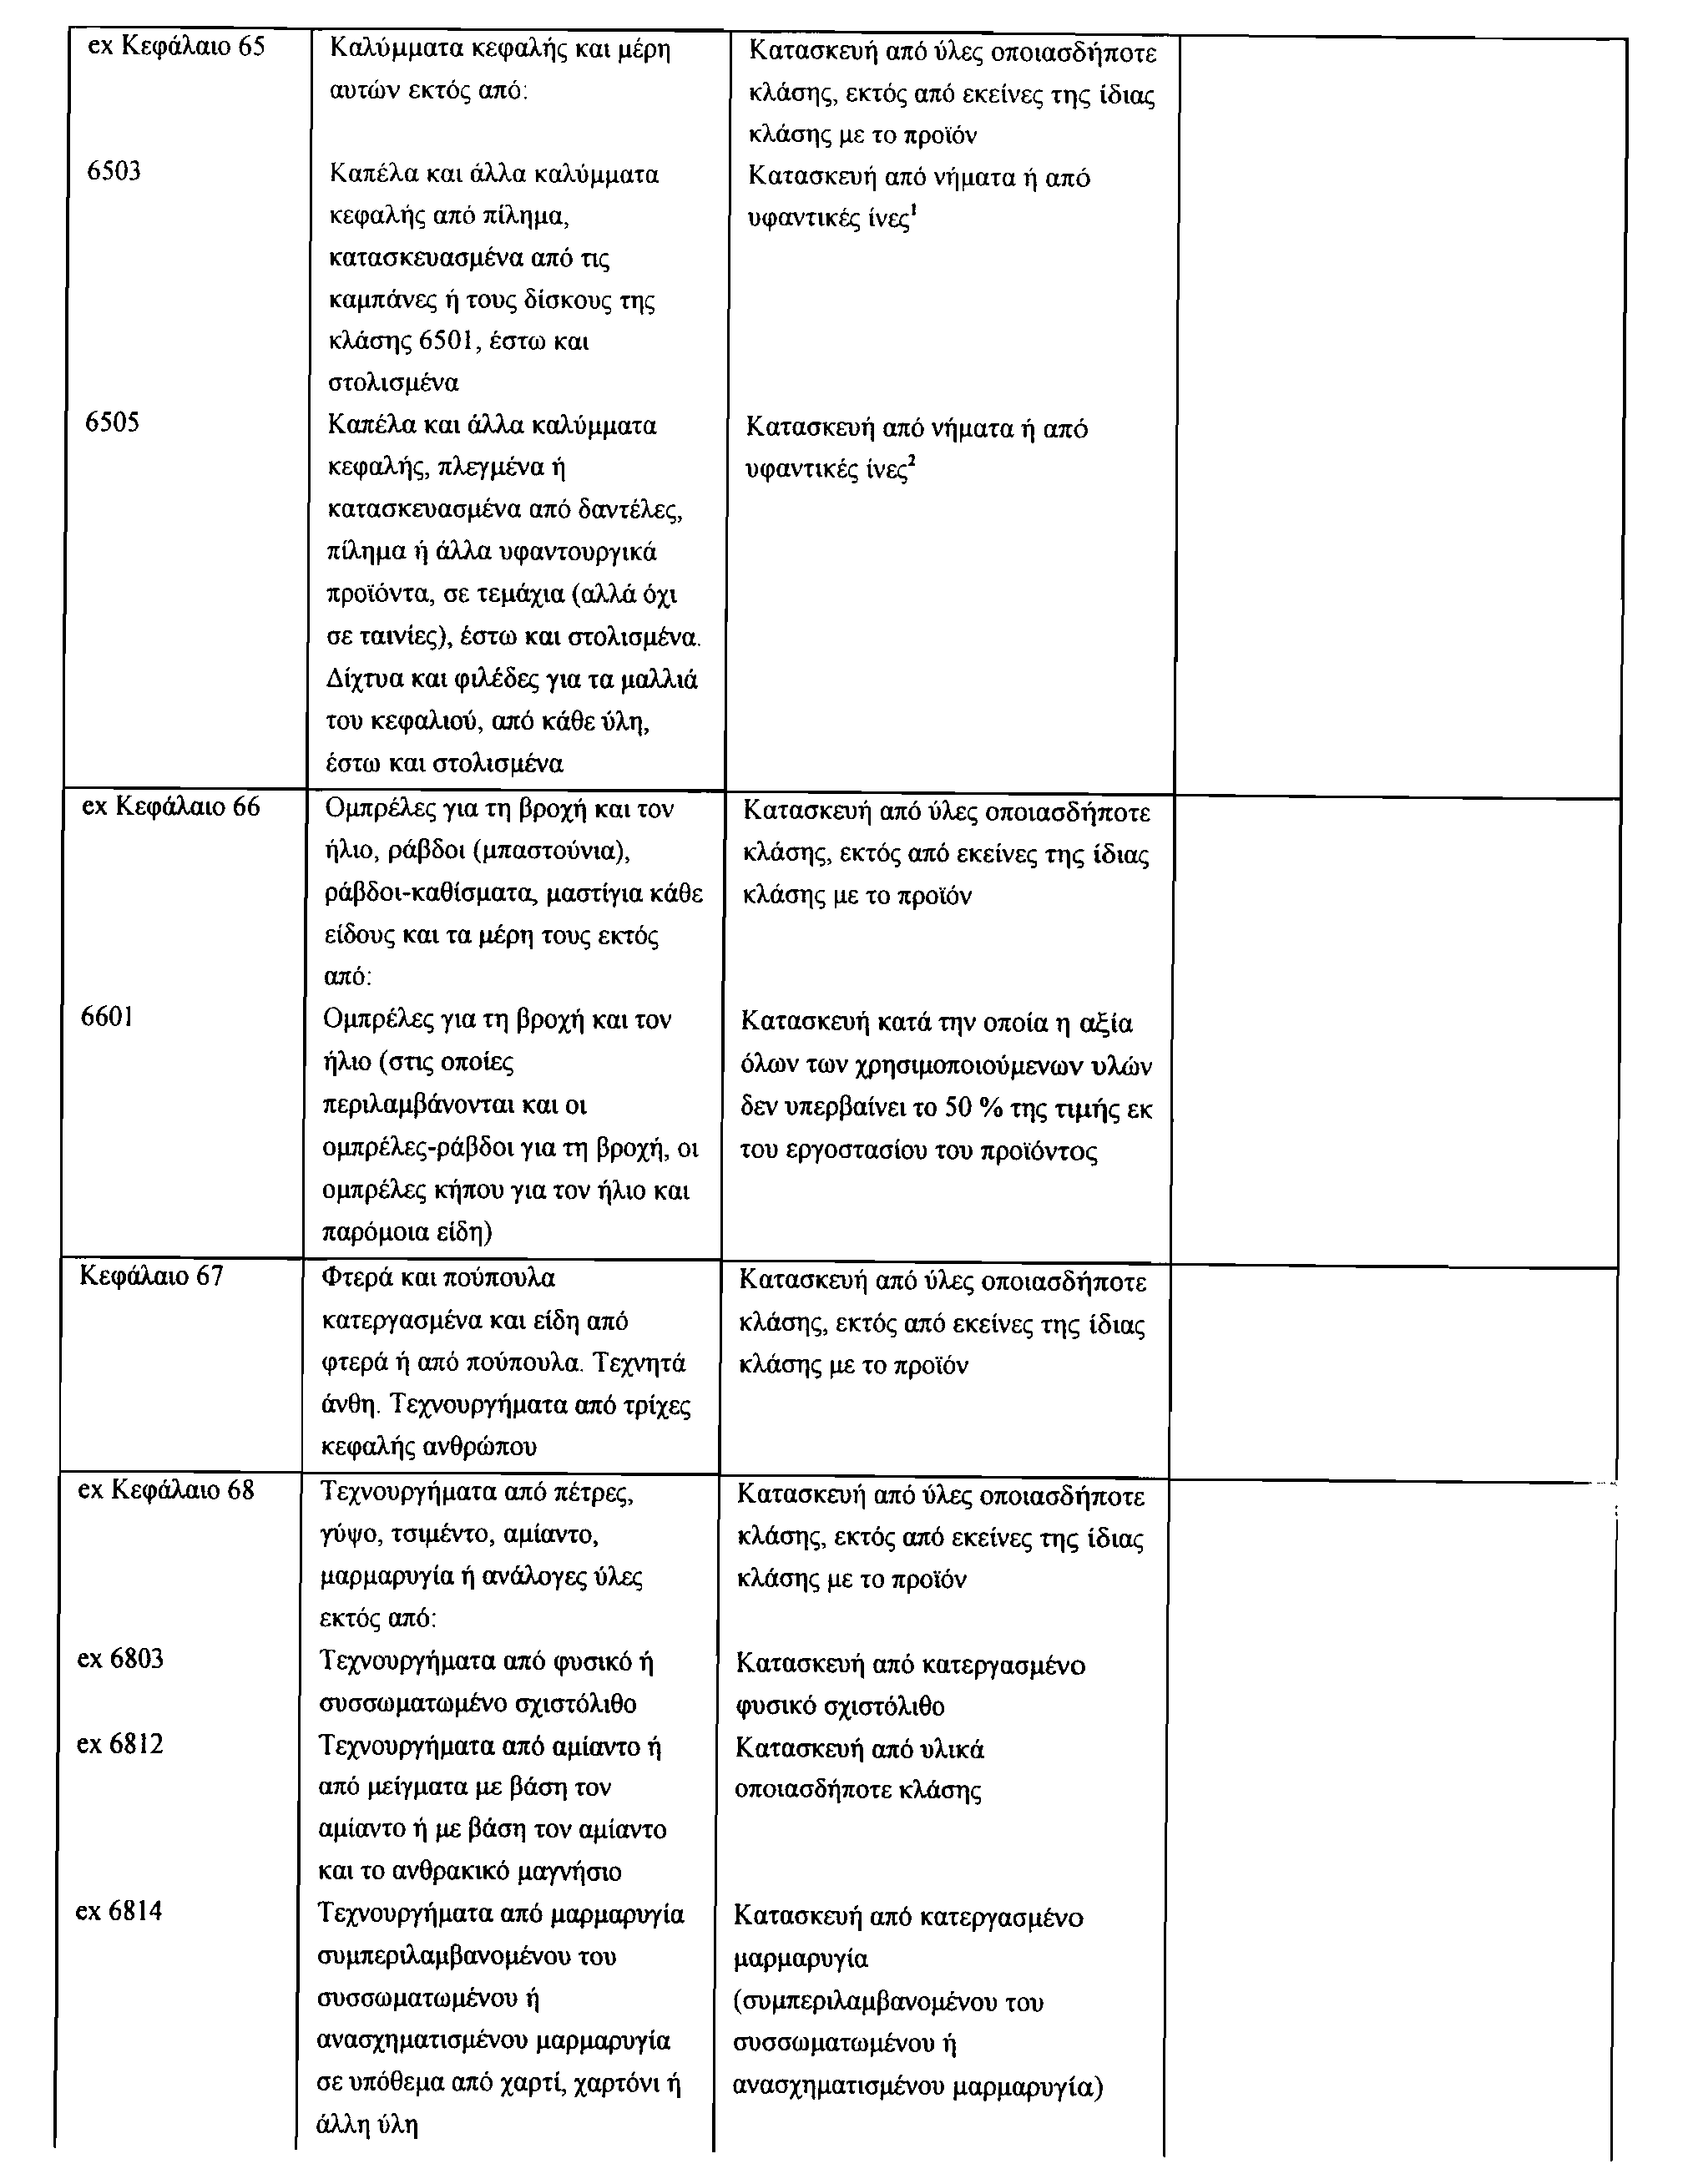 ex Κεφάλαιο 65
Καλύμματα κεφαλής και μέρη
αυτών εκτός από:
Κατασκευή από ύλες οποιασδήποτε
κλάσης, εκτός από εκείνες της ίδιας
κλάσης με το προϊόν
6503
Καπέλα και άλλα καλύμματα
κεφαλής από πίλημα,
κατασκευασμένα από τις
καμπάνες ή τους δίσκους της
κλάσης 6501, έστω και
στολισμένα
Κατασκευή από νήματα ή από
υφαντικές ίνες¹
6505
Καπέλα και άλλα καλύμματα
κεφαλής, πλεγμένα ή
κατασκευασμένα από δαντέλες,
πίλημα ή άλλα υφαντουργικά
προϊόντα, σε τεμάχια (αλλά όχι
σε ταινίες), έστω και στολισμένα.
Δίχτυα και φιλέδες για τα μαλλιά
του κεφαλιού, από κάθε ύλη,
έστω και στολισμένα
Κατασκευή από νήματα ή από
υφαντικές ίνες²
ex Κεφάλαιο 66
Ομπρέλες για τη βροχή και τον
ήλιο, ράβδοι (μπαστούνια),
ράβδοι-καθίσματα, μαστίγια κάθε
είδους και τα μέρη τους εκτός
από:
Κατασκευή από ύλες οποιασδήποτε
κλάσης, εκτός από εκείνες της ίδιας
κλάσης με το προϊόν
6601
Ομπρέλες για τη βροχή και τον
ήλιο (στις οποίες
περιλαμβάνονται και οι
ομπρέλες-ράβδοι για τη βροχή, οι
ομπρέλες κήπου για τον ήλιο και
παρόμοια είδη)
Κατασκευή κατά την οποία η αξία
όλων των χρησιμοποιούμενων υλών
δεν υπερβαίνει το 50 % της τιμής εκ
του εργοστασίου του προϊόντος
Κεφάλαιο 67
Φτερά και πούπουλα
κατεργασμένα και είδη από
φτερά ή από πούπουλα. Τεχνητά
άνθη. Τεχνουργήματα από τρίχες
κεφαλής ανθρώπου
Κατασκευή από ύλες οποιασδήποτε
κλάσης, εκτός από εκείνες της ίδιας
κλάσης με το προϊόν
ex Κεφάλαιο 68
Τεχνουργήματα από πέτρες,
γύψο, τσιμέντο, αμίαντο,
μαρμαρυγία ή ανάλογες ύλες
εκτός από:
Κατασκευή από ύλες οποιασδήποτε
κλάσης, εκτός από εκείνες της ίδιας
κλάσης με το προϊόν
ex 6803
Τεχνουργήματα από φυσικό ή
συσσωματωμένο σχιστόλιθο
Κατασκευή από κατεργασμένο
φυσικό σχιστόλιθο
ex 6812
Τεχνουργήματα από αμίαντο ή
από μείγματα με βάση τον
αμίαντο ή με βάση τον αμίαντο
και το ανθρακικό μαγνήσιο
Κατασκευή από υλικά
οποιασδήποτε κλάσης
ex 6814
Τεχνουργήματα από μαρμαρυγία
συμπεριλαμβανομένου του
συσσωματωμένου ή
ανασχηματισμένου μαρμαρυγία
σε υπόθεμα από χαρτί, χαρτόνι ή
άλλη ύλη
Κατασκευή από κατεργασμένο
μαρμαρυγία
(συμπεριλαμβανομένου του
συσσωματωμένου ή
ανασχηματισμένου μαρμαρυγία)